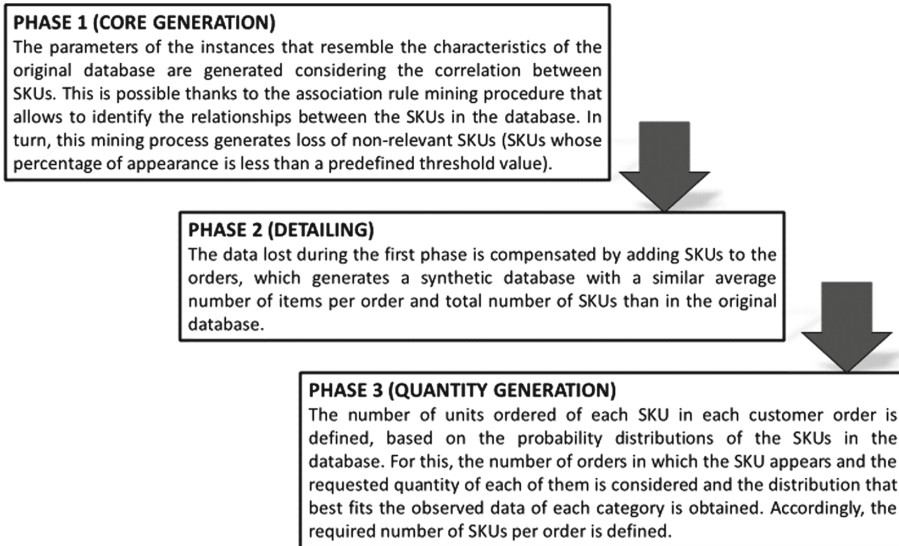 PHASE 1 (CORE GENERATION)
The parameters of the instances that resemble the characteristics of the
original database are generated considering the correlation between
SKUs. This is possible thanks to the association rule mining procedure that
allows to identify the relationships between the SKUs in the database. In
turn, this mining process generates loss of non-relevant SKUs (SKUs whose
percentage of appearance is less than a predefined threshold value).
PHASE 2 (DETAILING)
The data lost during the first phase is compensated by adding SKUs to the
orders, which generates a synthetic database with a similar average
number of items per order and total number of SKUs than in the original
database.
PHASE 3 (QUANTITY GENERATION)
The number of units ordered of each SKU in each customer order is
defined, based on the probability distributions of the SKUs in the
database. For this, the number of orders in which the SKU appears and the
requested quantity of each of them is considered and the distribution that
best fits the observed data of each category is obtained. Accordingly, the
required number of SKUs per order is defined.